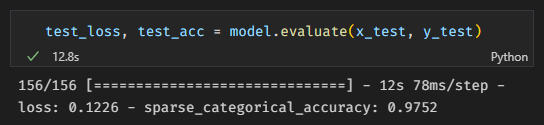 test_loss, test_acc = model.evaluate(x_test, y_test)
12.8s Python
156/156 [==============================] - 12s 78ms/step -
loss: 0.1226 - sparse_categorical_accuracy: 0.9752